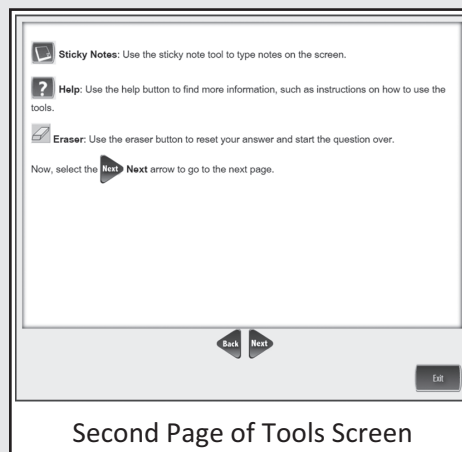 Sticky Notes: Use the sticky note tool to type notes on the screen.
? Help: Use the help button to find more information, such as instructions on how to use the
tools.
Eraser: Use the eraser button to reset your answer and start the question over.
Now, select the Next Next arrow to go to the next page.
Back Next
Exit
Second Page of Tools Screen